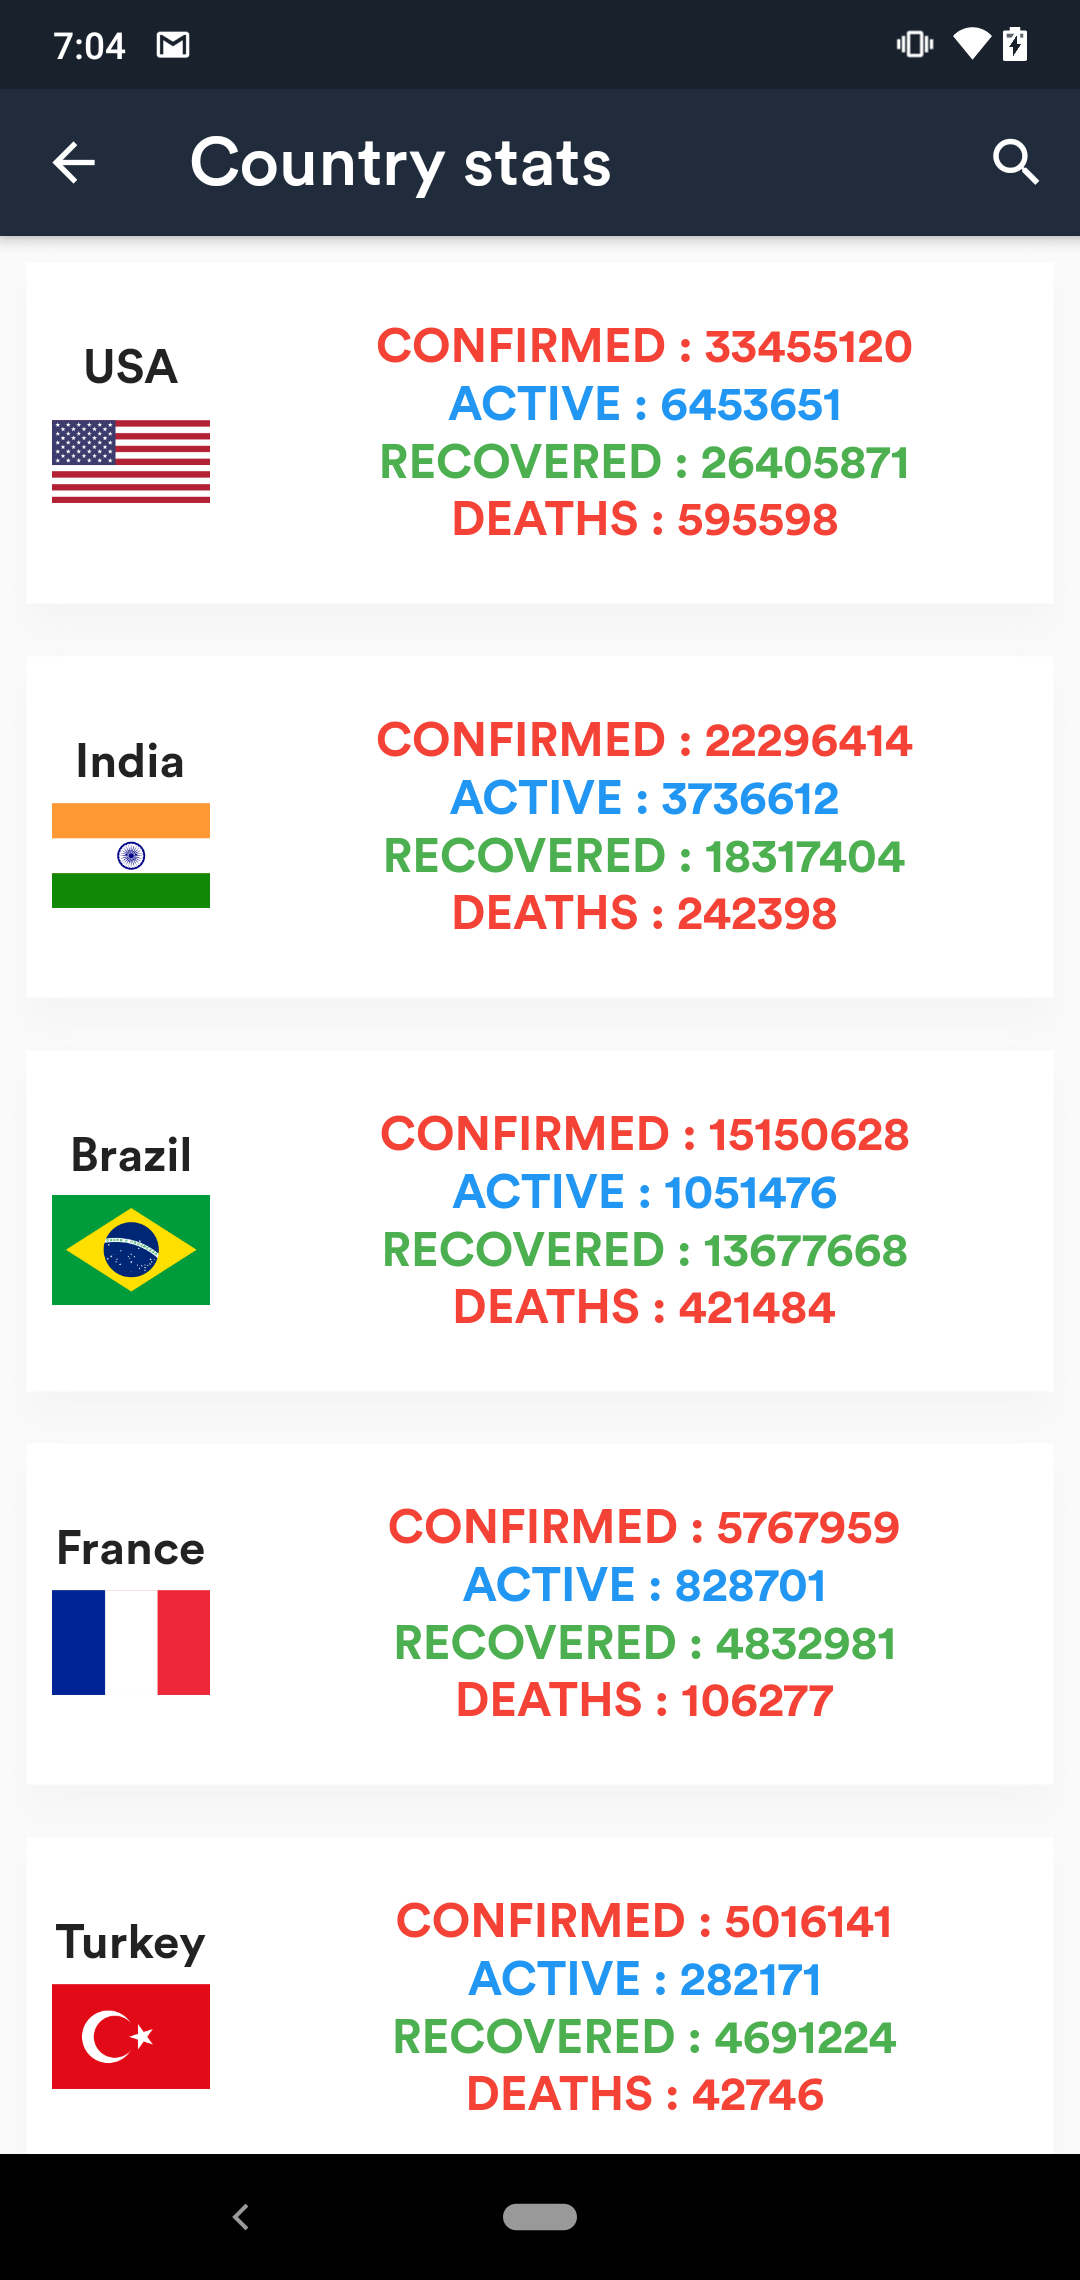 7:04
Country stats
USA
CONFIRMED : 33455120
ACTIVE : 6453651
RECOVERED : 26405871
DEATHS : 595598
India
CONFIRMED : 22296414
ACTIVE : 3736612
RECOVERED : 18317404
DEATHS : 242398
Brazil
CONFIRMED : 15150628
ACTIVE : 1051476
RECOVERED : 13677668
DEATHS : 421484
France
CONFIRMED : 5767959
ACTIVE : 828701
RECOVERED : 4832981
DEATHS : 106277
Turkey
CONFIRMED : 5016141
ACTIVE : 282171
RECOVERED : 4691224
DEATHS : 42746